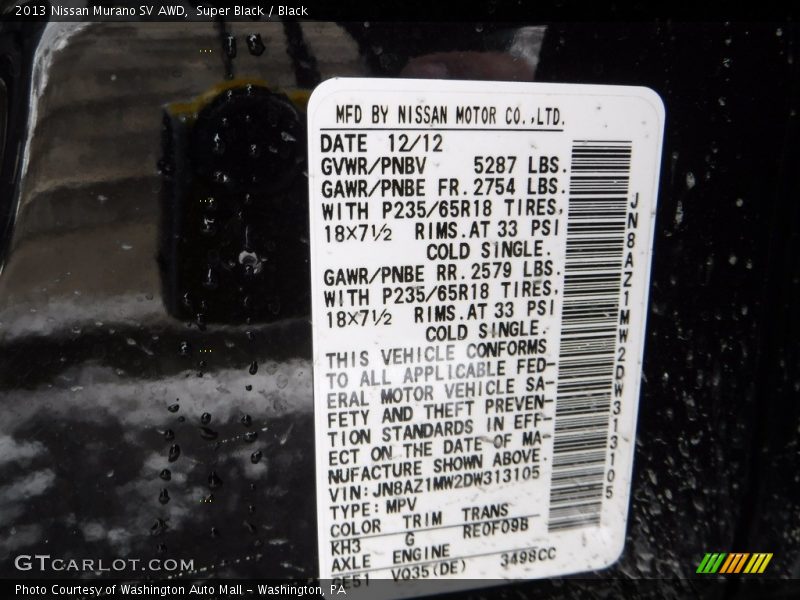 2013 Nissan Murano SV AWD, Super Black / Black
MFD BY NISSAN MOTOR CO.,LTD.
DATE 12/12
GVWR/PNBV 5287 LBS.
GAWR/PNBE FR. 2754 LBS.
WITH P235/65R18 TIRES,
18X7½ RIMS. AT 33 PSI
COLD SINGLE.
GAWR/PNBE RR. 2579 LBS.
WITH P235/65R18 TIRES,
18X7½ RIMS. AT 33 PSI
COLD SINGLE.
THIS VEHICLE CONFORMS
TO ALL APPLICABLE FED-
ERAL MOTOR VEHICLE SA-
FETY AND THEFT PREVEN-
TION STANDARDS IN EFF-
ECT ON THE DATE OF MA-
NUFACTURE SHOWN ABOVE.
VIN:JN8AZ1MW2DW313105
TYPE:MPV
COLOR TRIM TRANS
KH3 G RE0F09B
AXLE ENGINE
CE51 VQ35(DE) 3498CC
JN8AZ1MW2DW313105
GTCARLOT.COM
Photo Courtesy of Washington Auto Mall - Washington, PA